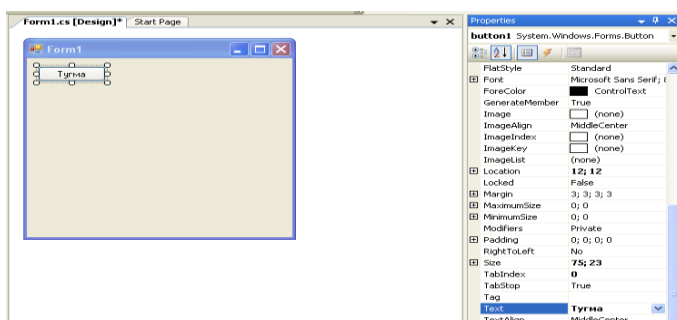 Form1.cs [Design]* Start Page
Form1
Тугма
Properties
button1 System.Windows.Forms.Button
FlatStyle Standard
Font Microsoft Sans Serif;
ForeColor ControlText
GenerateMember True
Image (none)
ImageAlign MiddleCenter
ImageIndex (none)
ImageKey (none)
ImageList (none)
Location 12; 12
Locked False
Margin 3; 3; 3; 3
MaximumSize 0; 0
MinimumSize 0; 0
Modifiers Private
Padding 0; 0; 0; 0
RightToLeft No
Size 75; 23
TabIndex 0
TabStop True
Tag
Text Тугма
TextAlign MiddleCenter